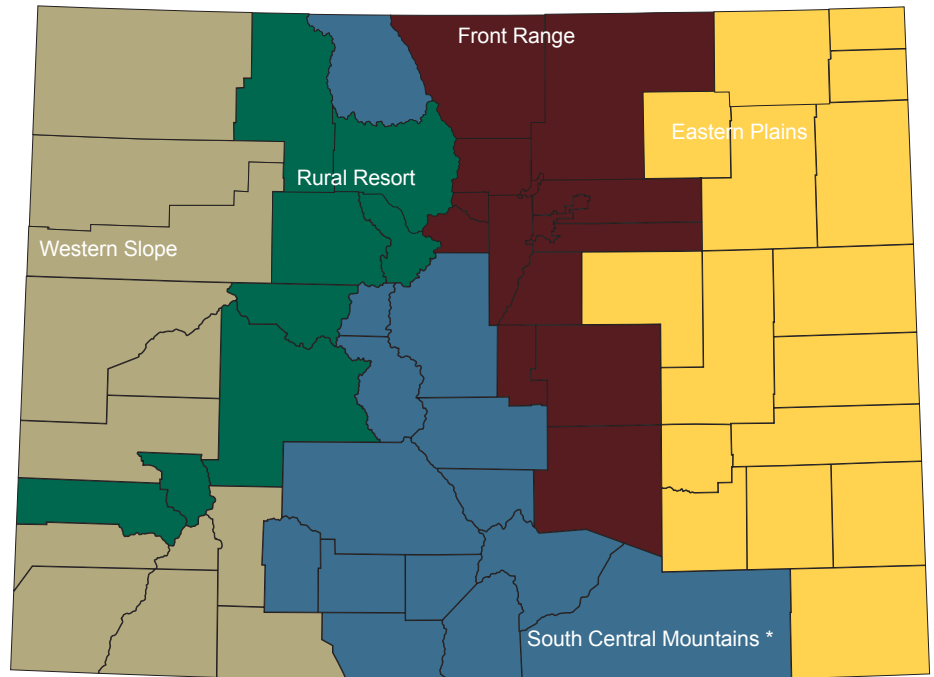 Front Range
Eastern Plains
Rural Resort
Western Slope
South Central Mountains *